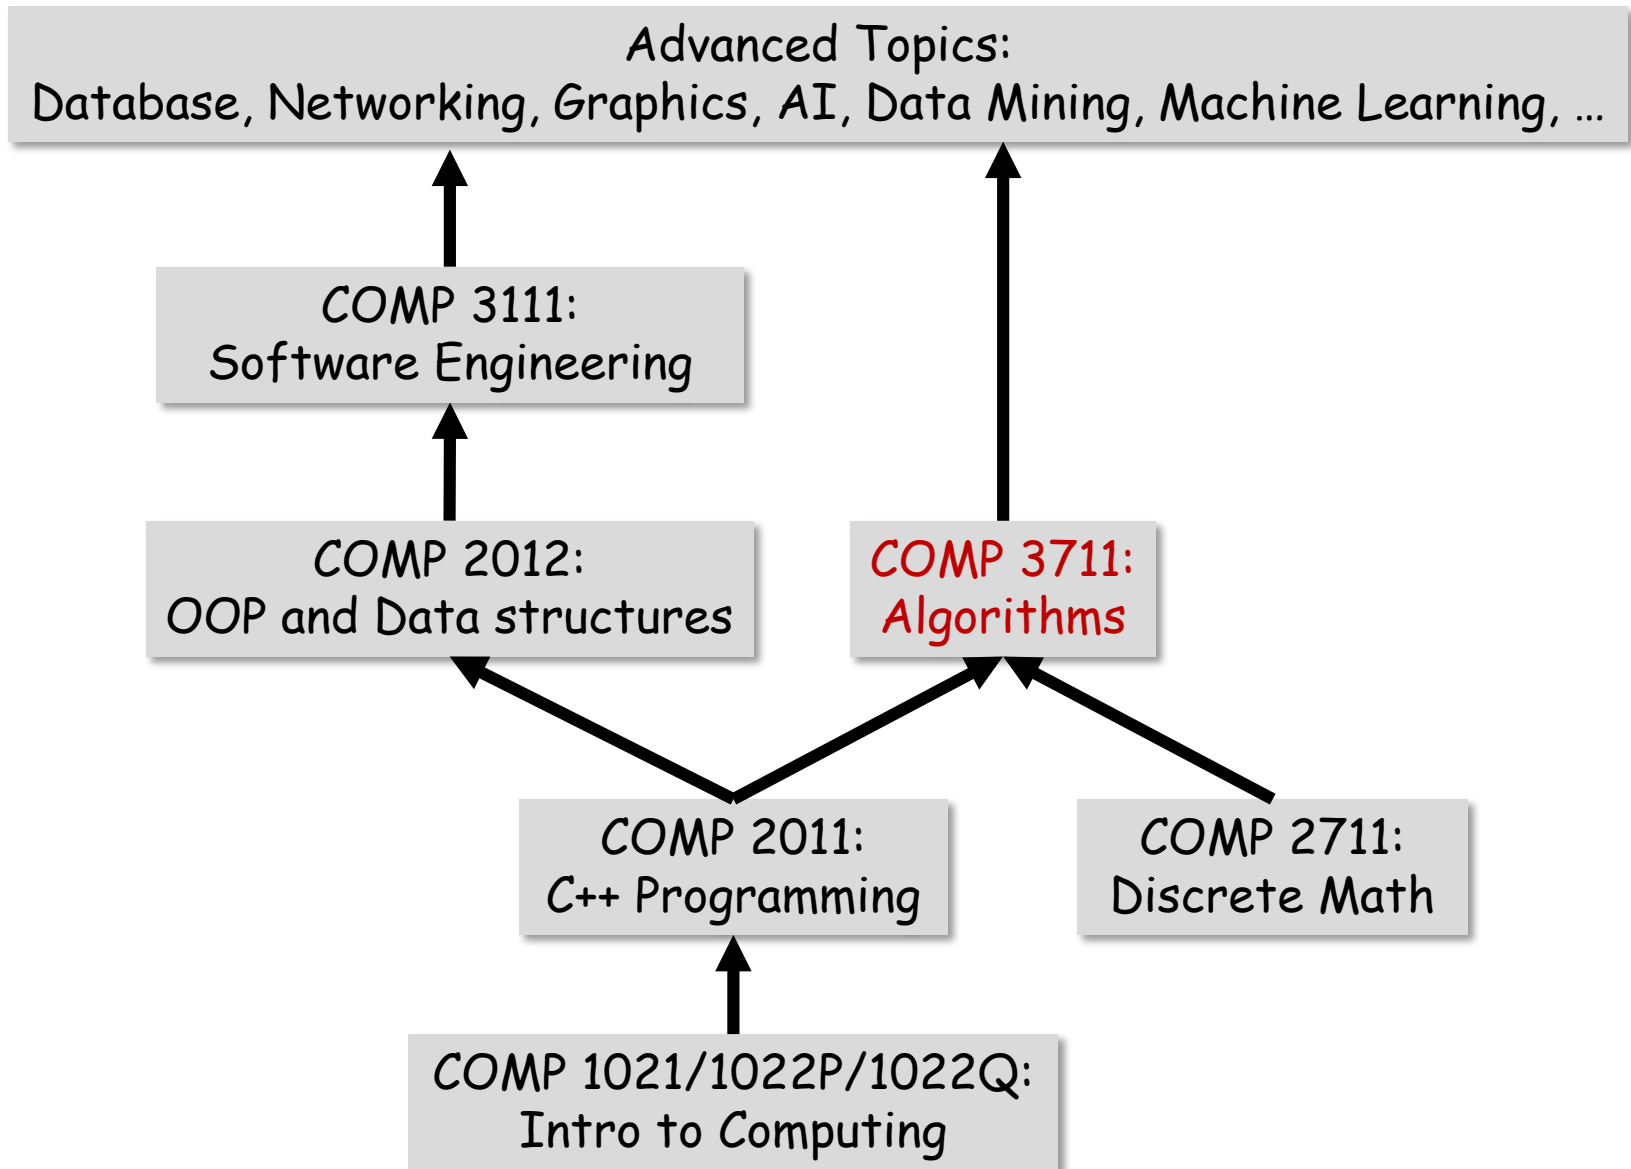 Advanced Topics:
Database, Networking, Graphics, AI, Data Mining, Machine Learning, ...
COMP 3111:
Software Engineering
COMP 2012:
OOP and Data structures
COMP 3711:
Algorithms
COMP 2011:
C++ Programming
COMP 2711:
Discrete Math
COMP 1021/1022P/1022Q:
Intro to Computing